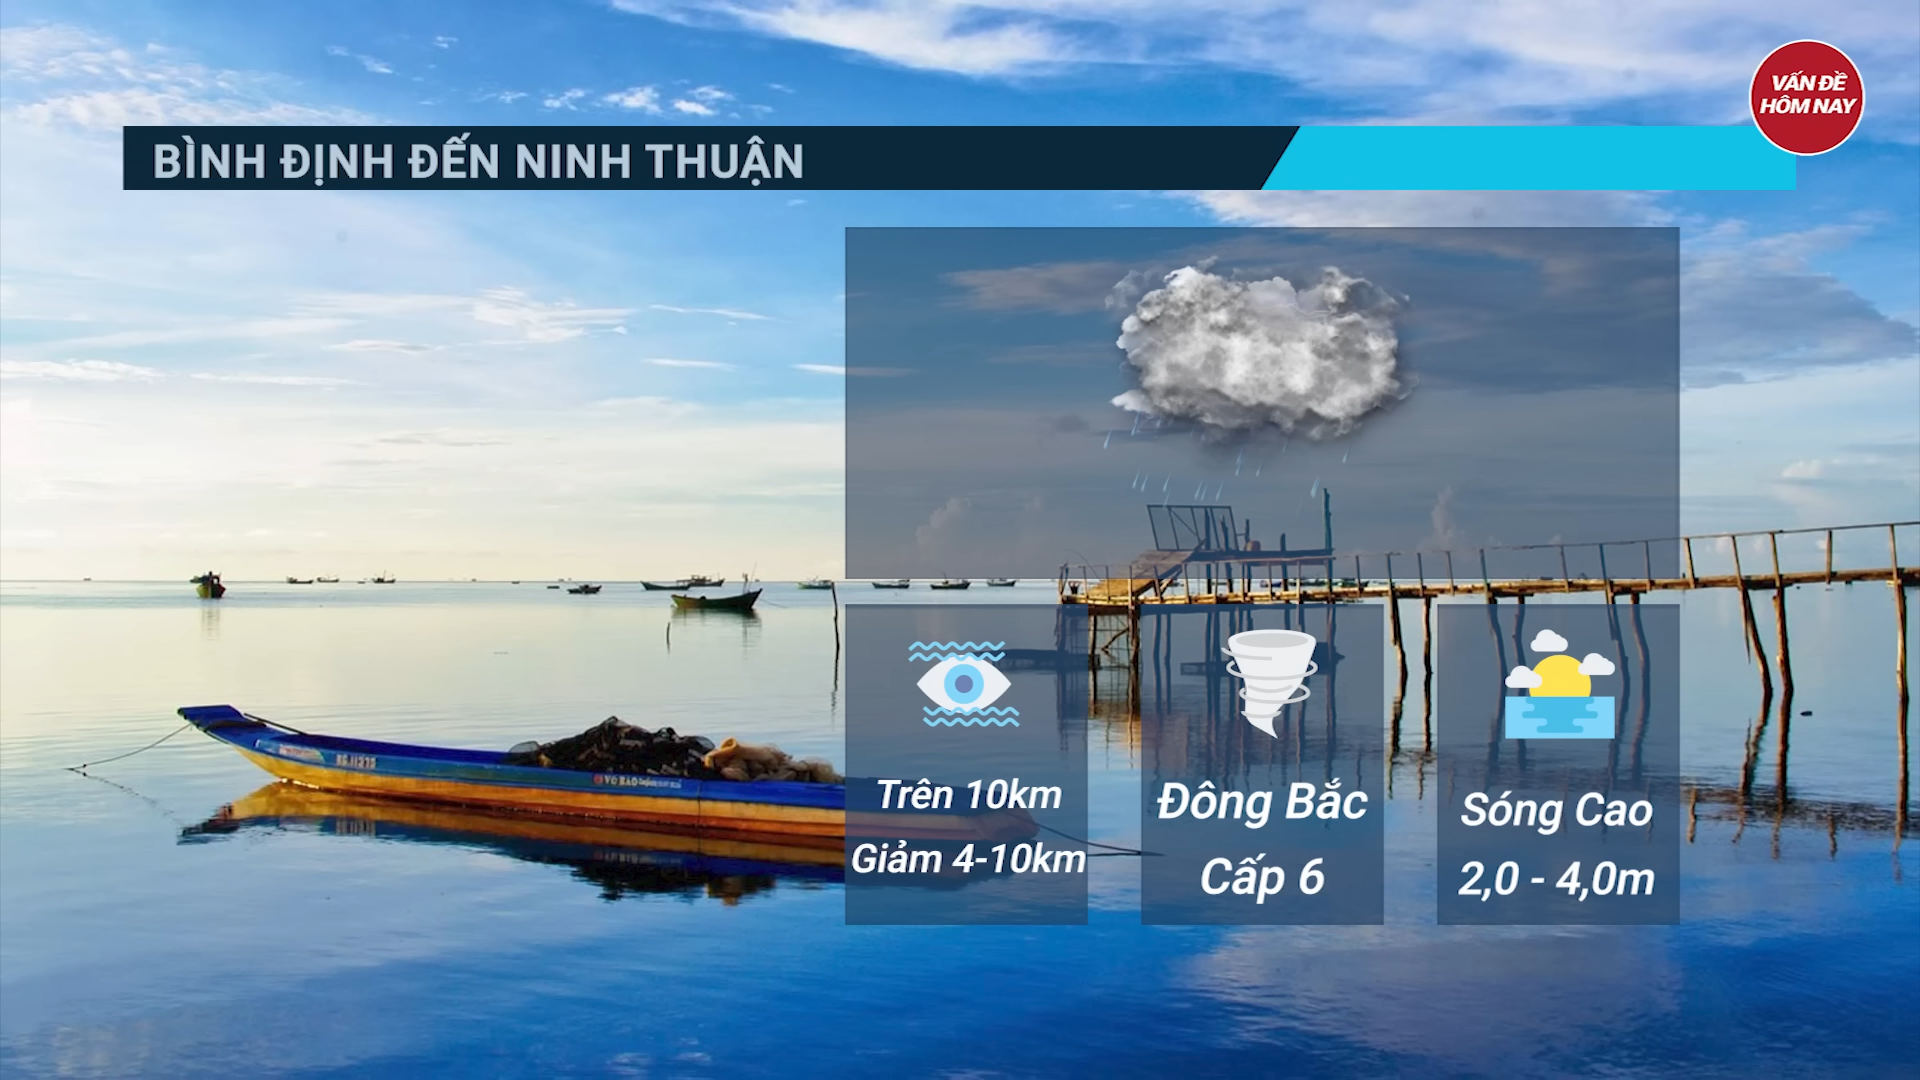 VẤN ĐỀ
HÔM NAY
BÌNH ĐỊNH ĐẾN NINH THUẬN
Trên 10km
Giảm 4-10km
Đông Bắc
Cấp 6
Sóng Cao
2,0 - 4,0m